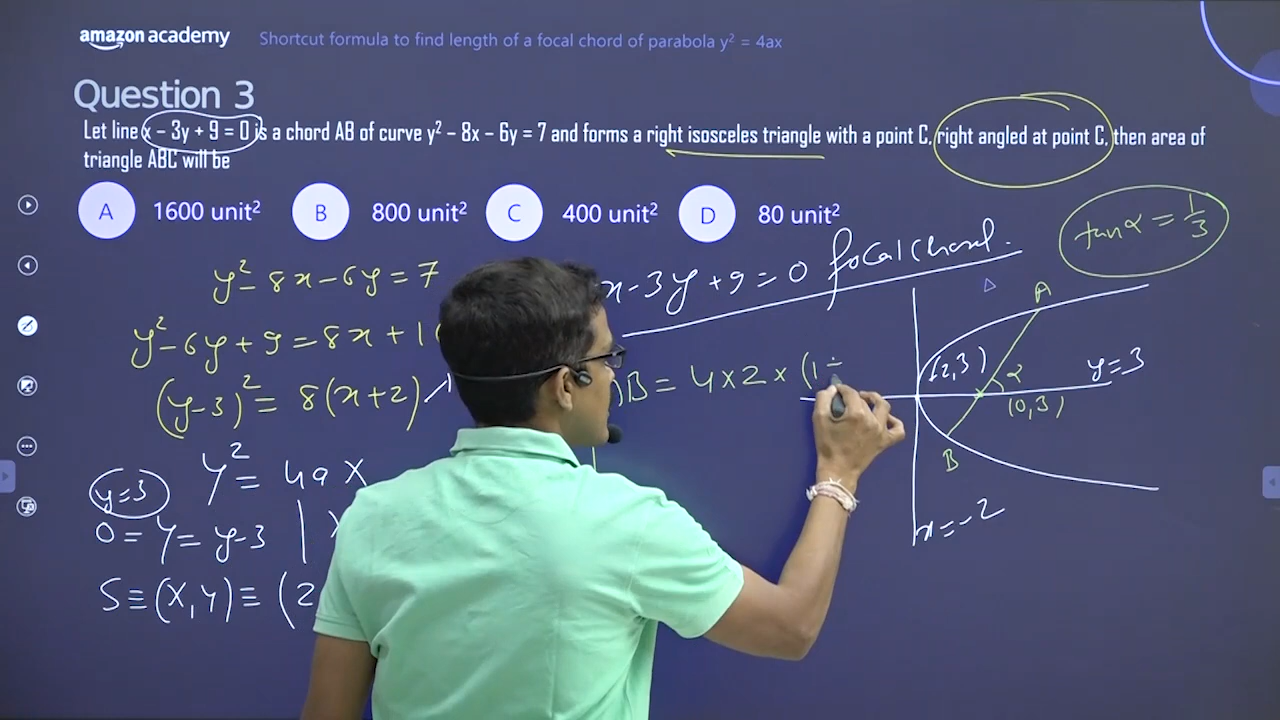 amazon academy
Shortcut formula to find length of a focal chord of parabola y² = 4ax
Question 3
Let line x – 3y + 9 = 0 is a chord AB of curve y² – 8x – 6y = 7 and forms a right isosceles triangle with a point C, right angled at point C, then area of
triangle ABC will be
A 1600 unit² B 800 unit² C 400 unit² D 80 unit²
tanα = 1/3
y² - 8x - 6y = 7
x - 3y + 9 = 0 focal chord.
y² - 6y + 9 = 8x + 1
(y-3)² = 8(x+2)
B = 4×2×(1+
A
(2,3)
α
y=3
(0,3)
B
x=-2
Y² = 4aX
y=3
0 = Y = y-3
S≡(X,Y)≡(2